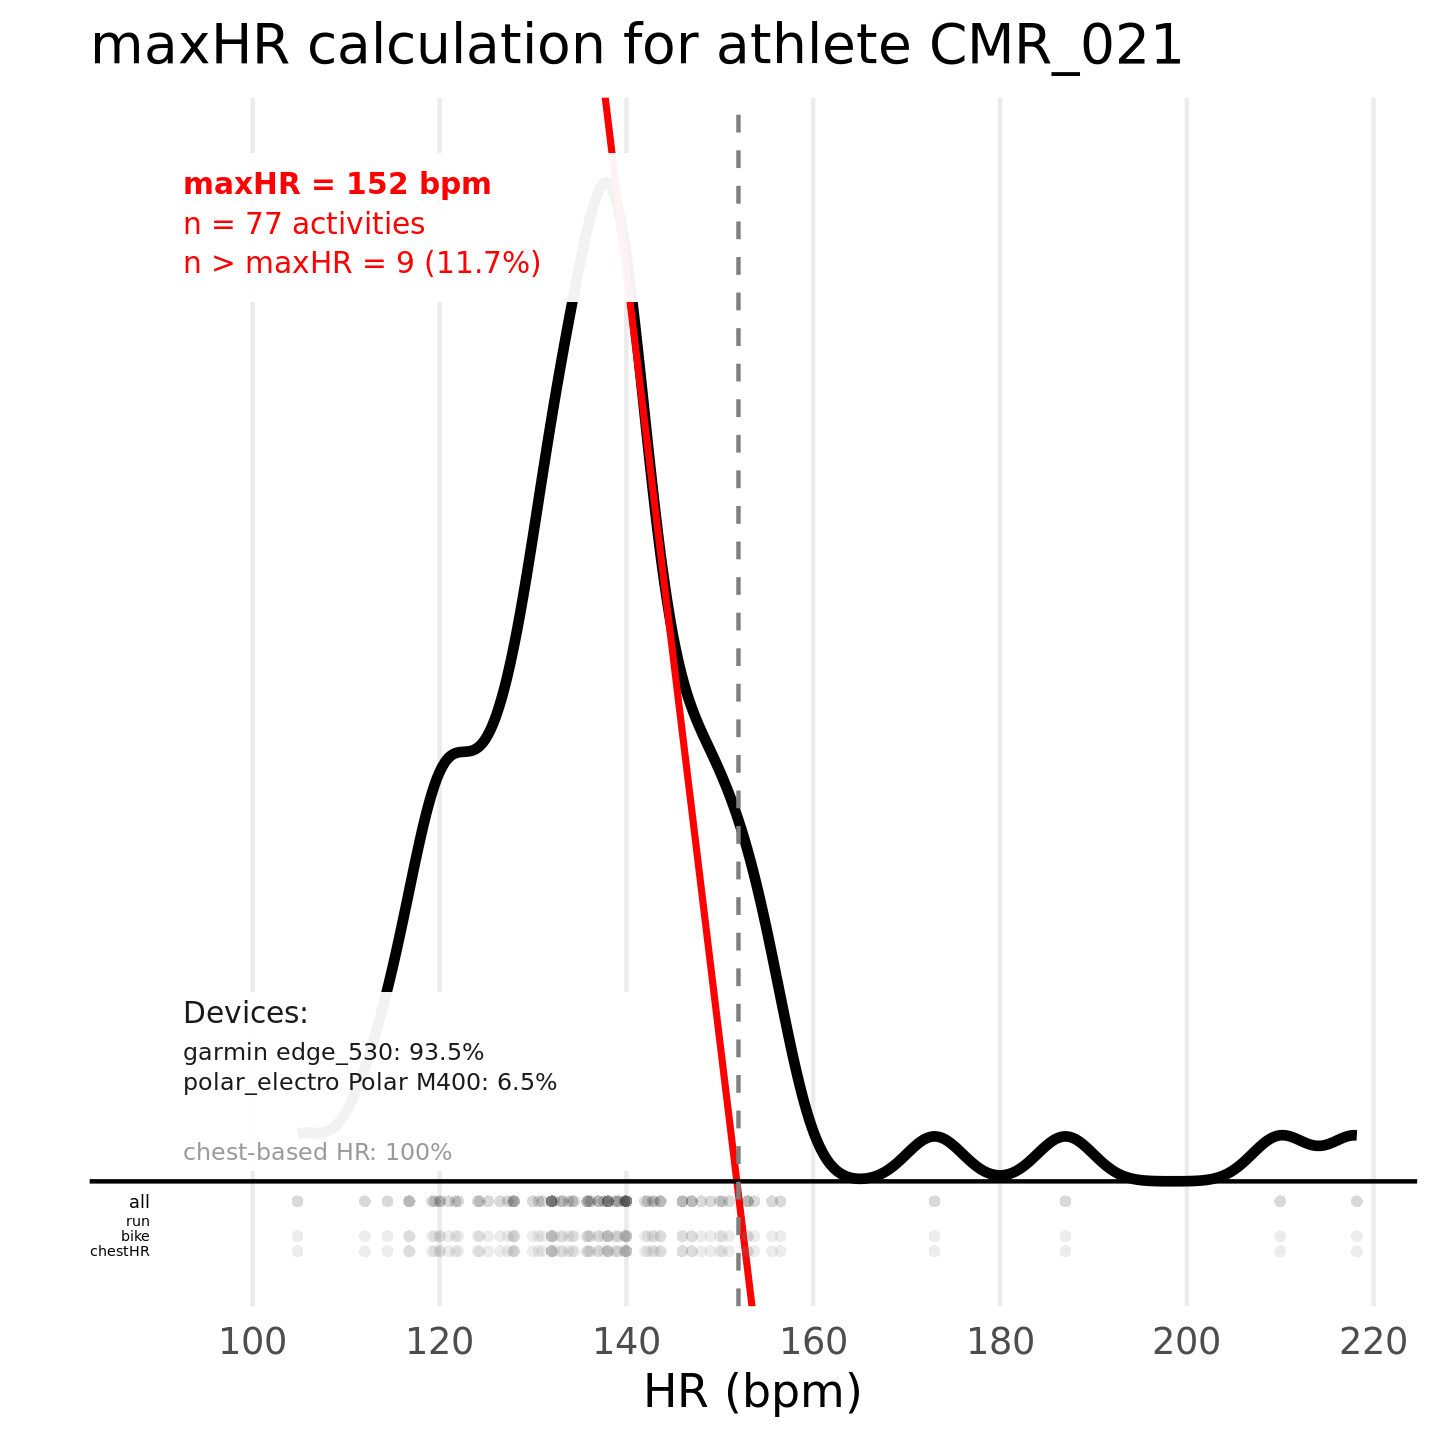 maxHR calculation for athlete CMR_021
maxHR = 152 bpm
n = 77 activities
n > maxHR = 9 (11.7%)
Devices:
garmin edge_530: 93.5%
polar_electro Polar M400: 6.5%
chest-based HR: 100%
all
run
bike
chestHR
100 120 140 160 180 200 220
HR (bpm)